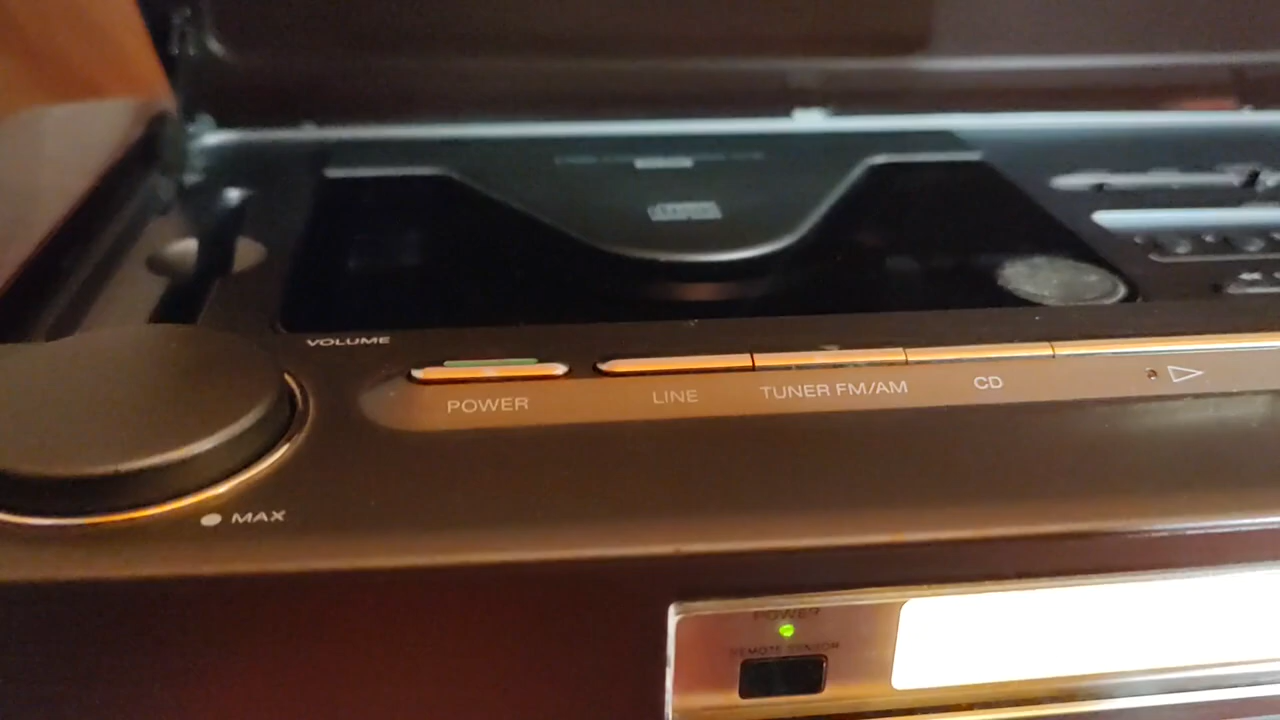 VOLUME
POWER
LINE
TUNER FM/AM
CD
MAX
POWER
REMOTE SENSOR